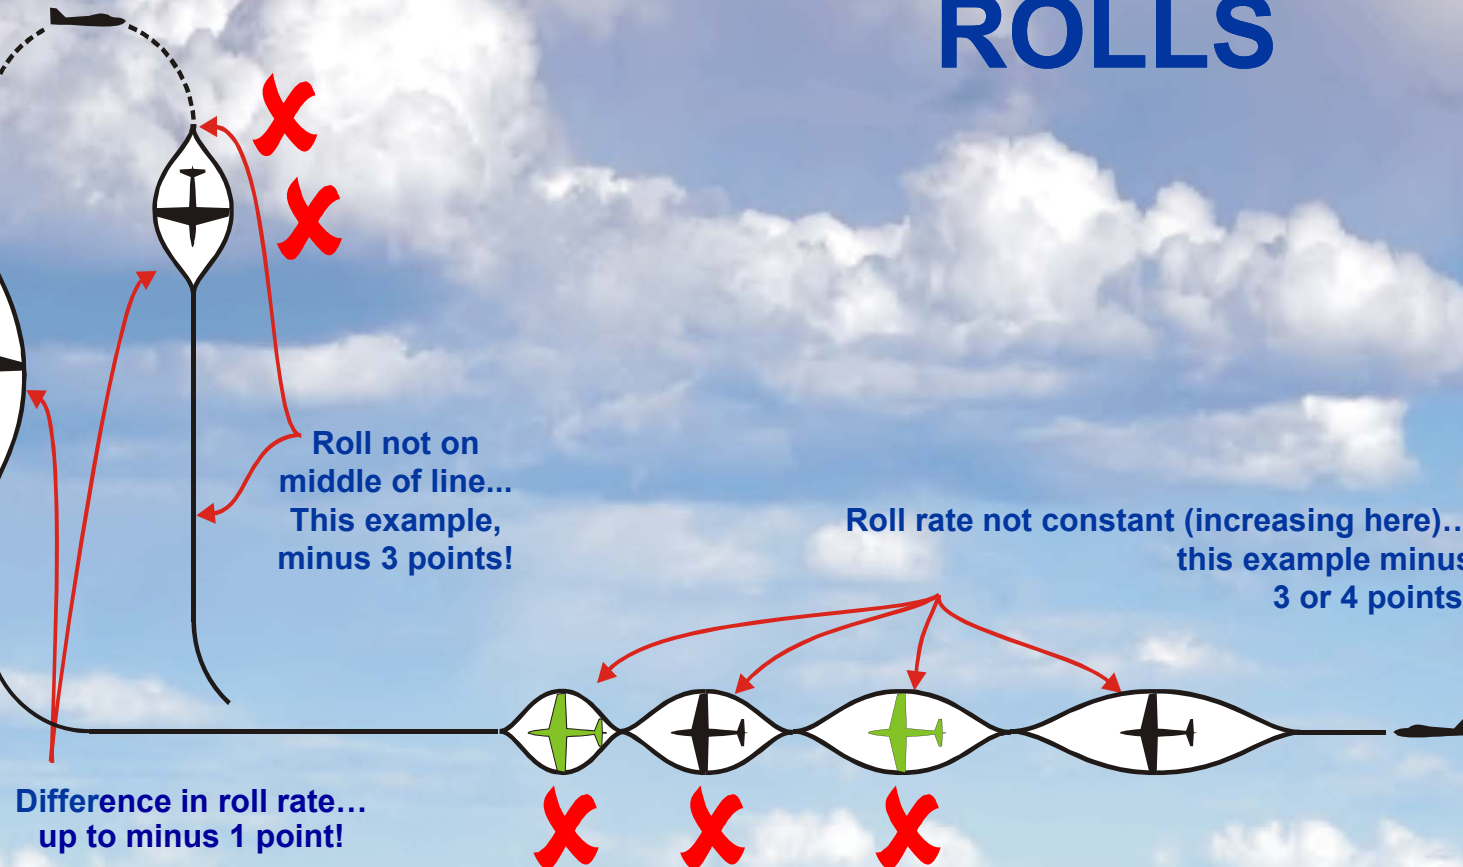 ROLLS
Roll not on
middle of line...
This example,
minus 3 points!
Roll rate not constant (increasing here)…
this example minus
3 or 4 points
Difference in roll rate…
up to minus 1 point!